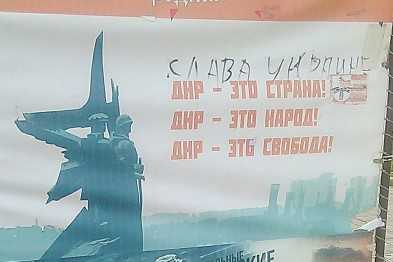 СЛАВА УКРАИНЕ
ДНР – ЭТО СТРАНА!
ДНР – ЭТО НАРОД!
ДНР – ЭТО СВОБОДА!